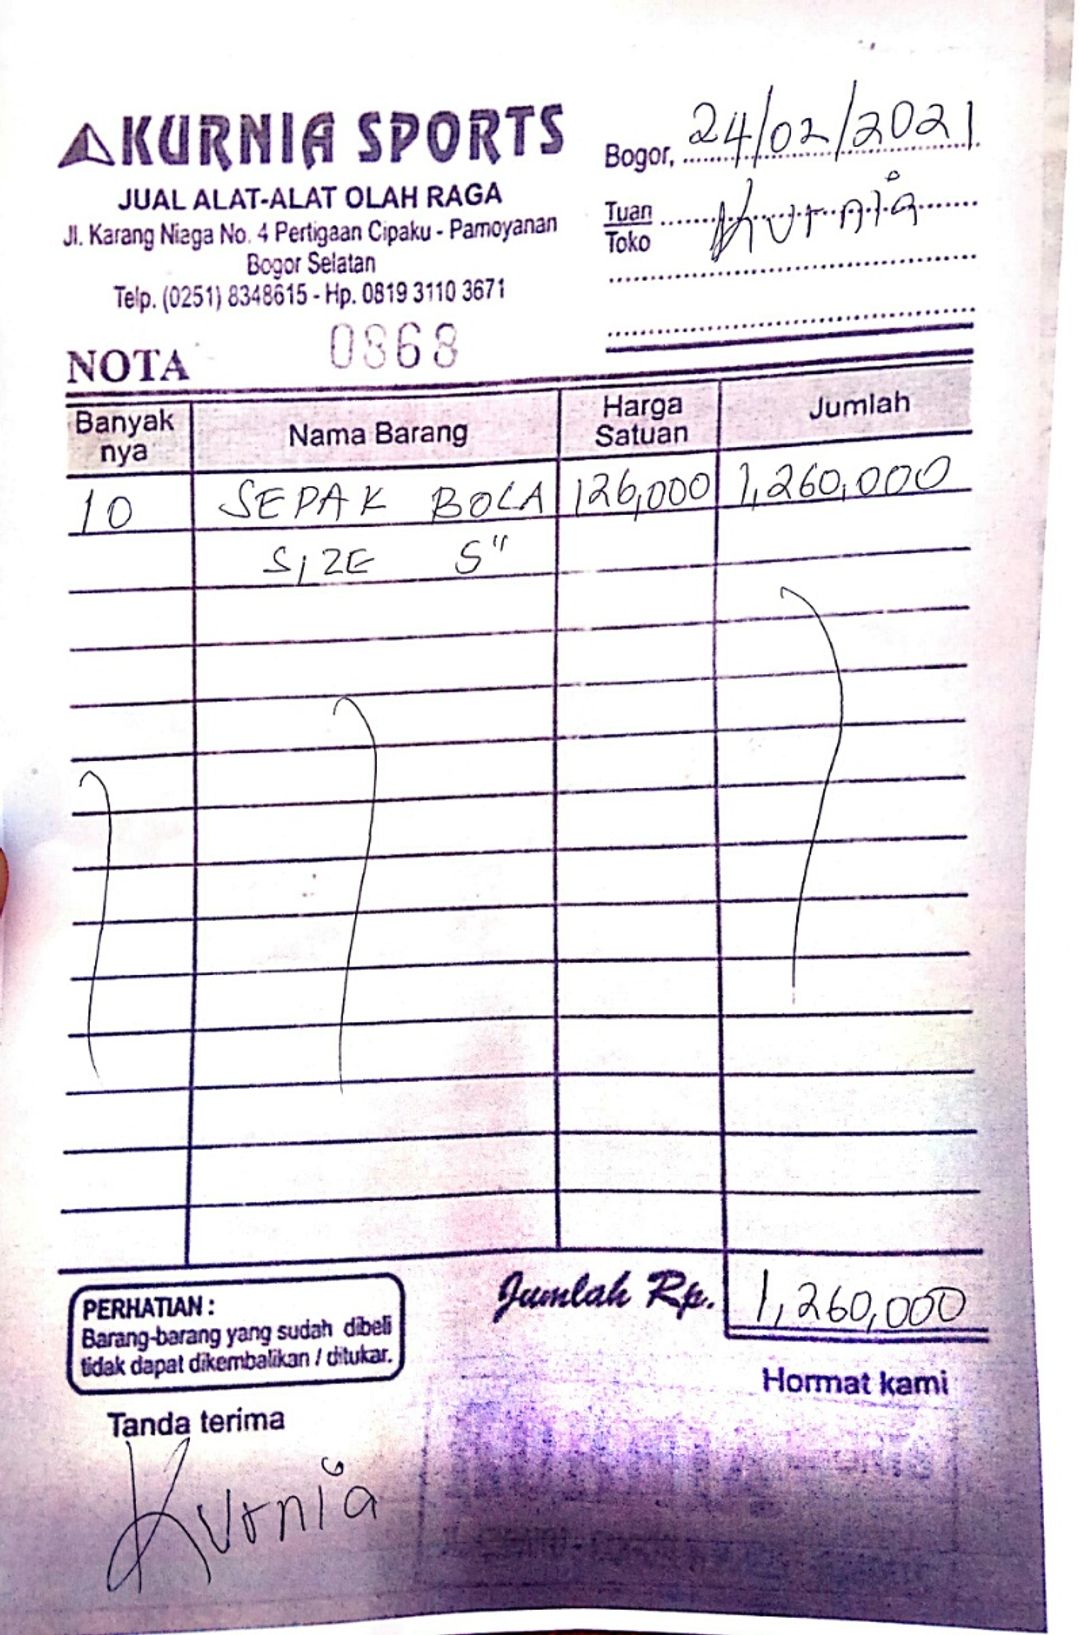 KURNIA SPORTS
JUAL ALAT-ALAT OLAH RAGA
Jl. Karang Niaga No. 4 Pertigaan Cipaku - Pamoyanan
Bogor Selatan
Telp. (0251) 8348615 - Hp. 0819 3110 3671
Bogor, 24/02/2021
Tuan
Toko Kurnia
NOTA 0868
Banyak nya Nama Barang Harga Satuan Jumlah
10 SEPAK BOLA 126,000 1,260,000
SIZE 5"
Jumlah Rp. 1,260,000
PERHATIAN :
Barang-barang yang sudah dibeli
tidak dapat dikembalikan / ditukar.
Hormat kami
Tanda terima
Kurnia